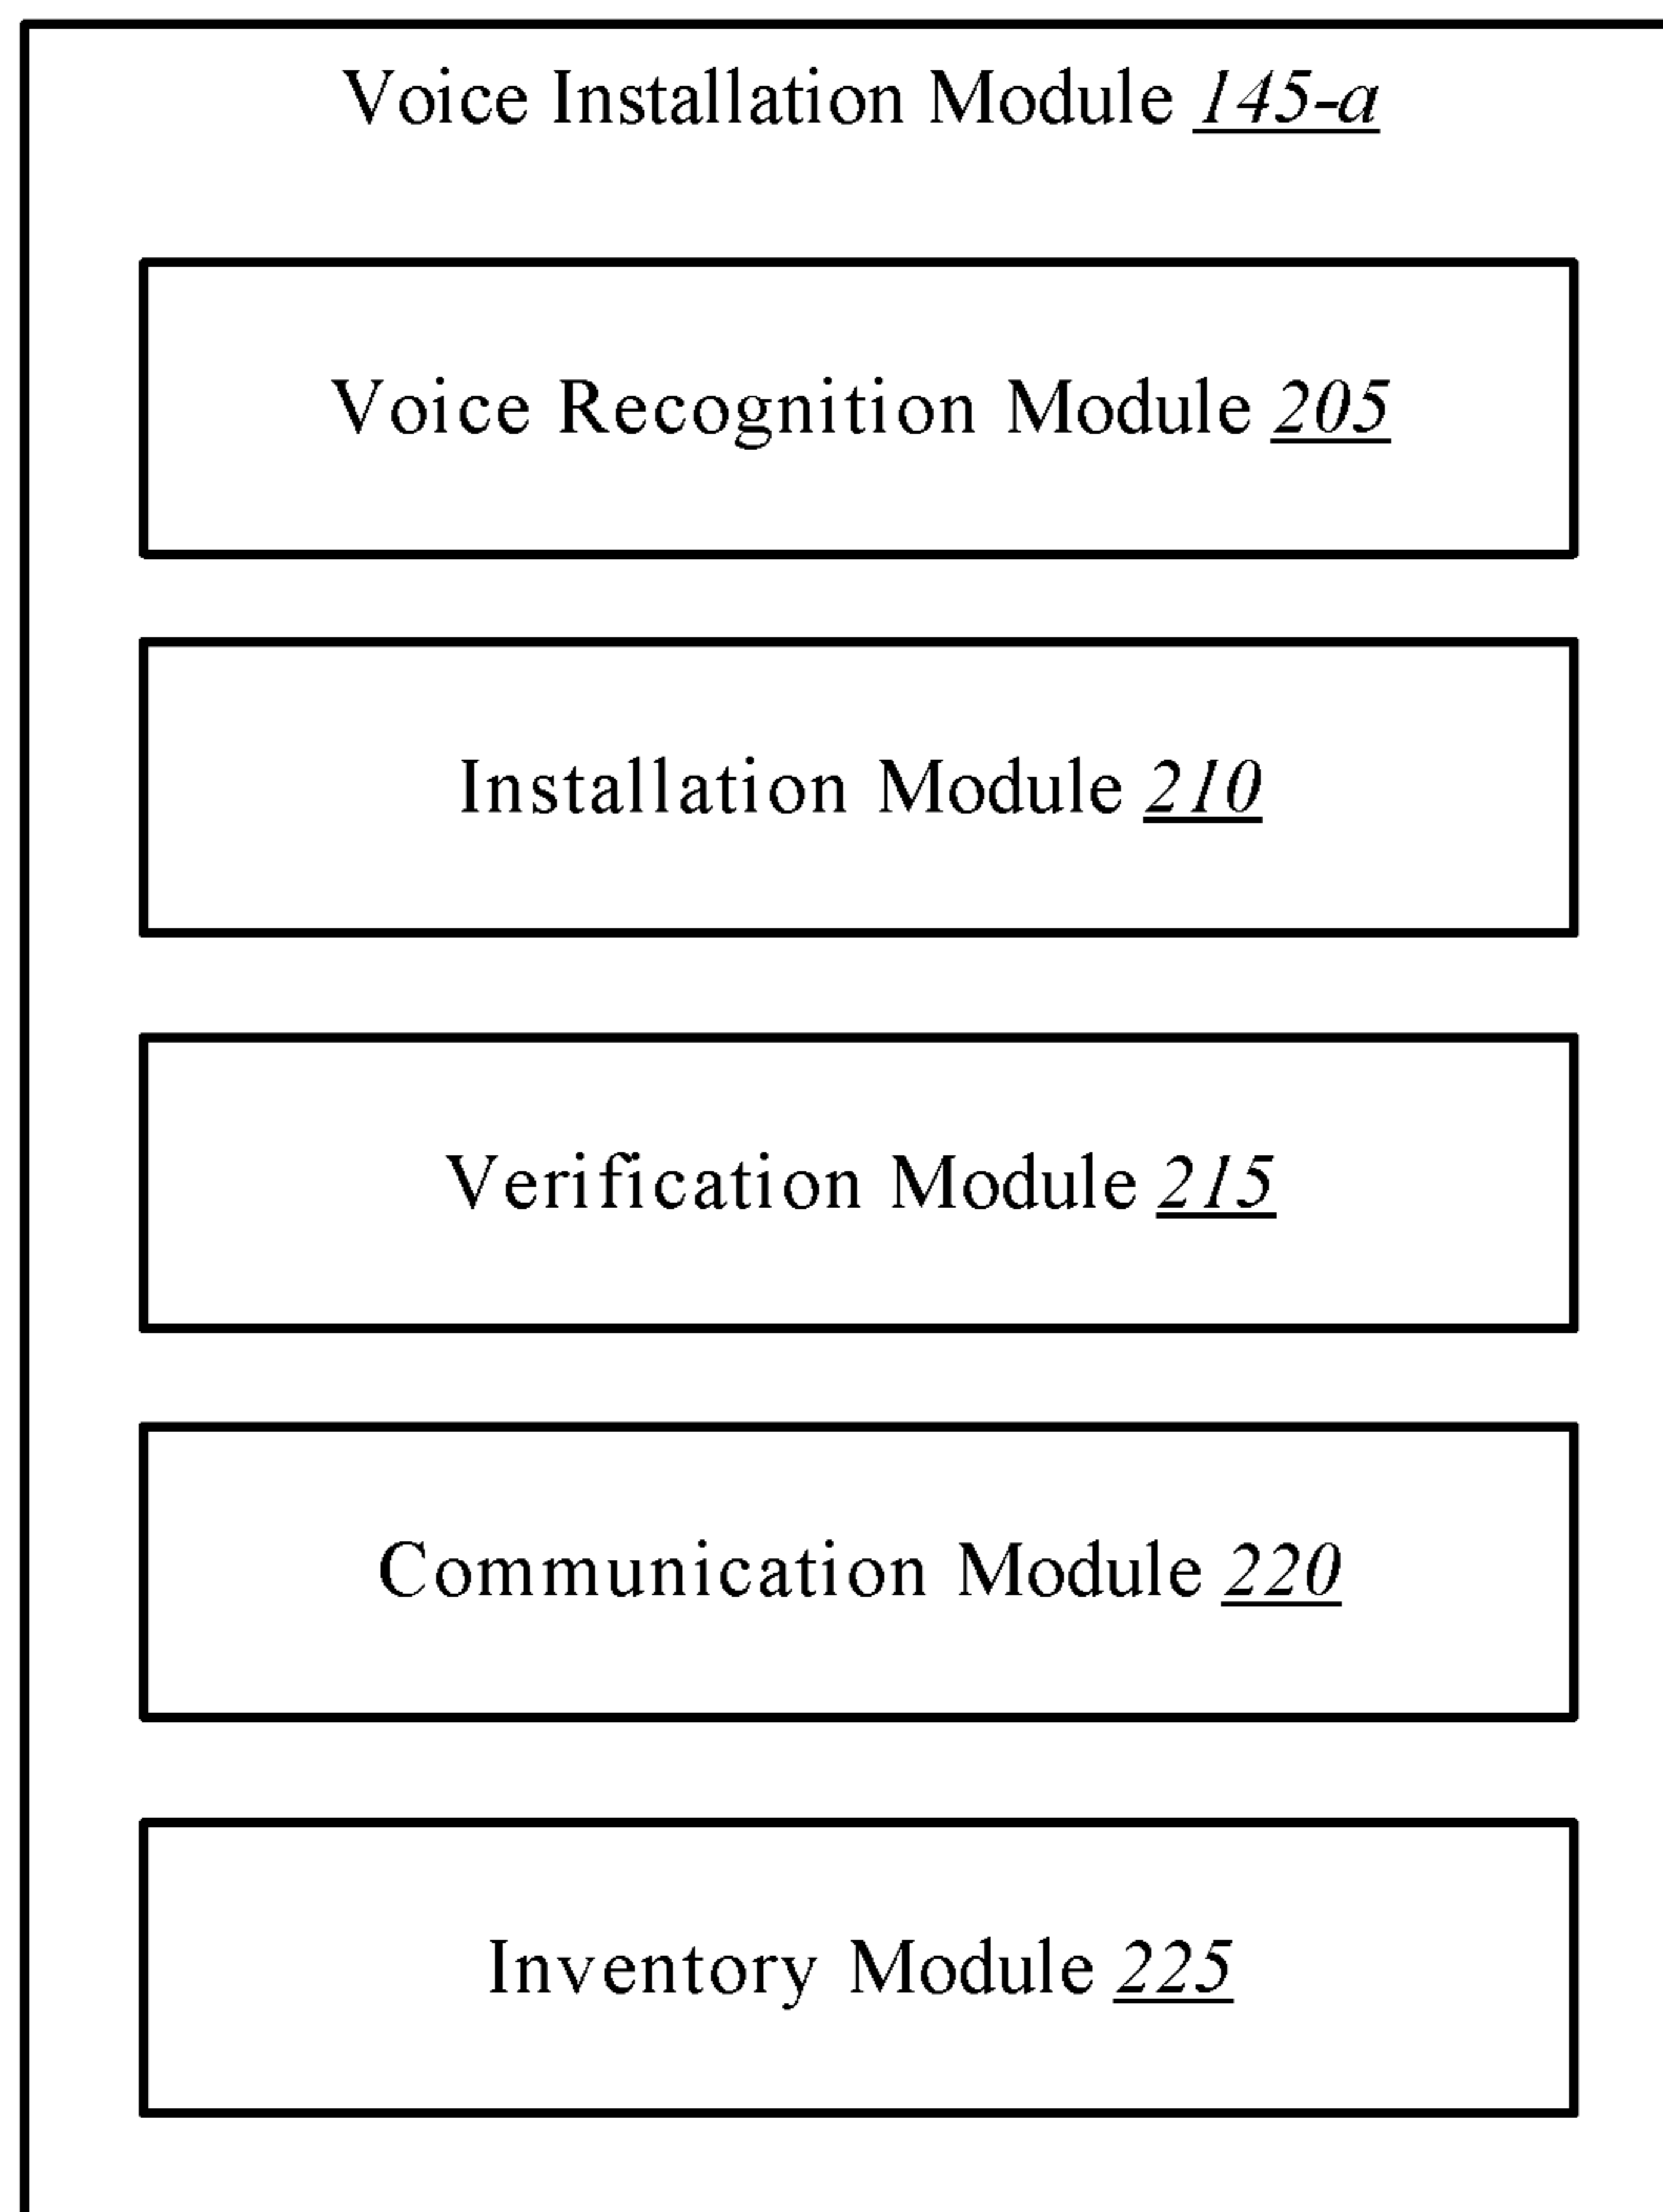 Voice Installation Module 145-a
Voice Recognition Module 205
Installation Module 210
Verification Module 215
Communication Module 220
Inventory Module 225